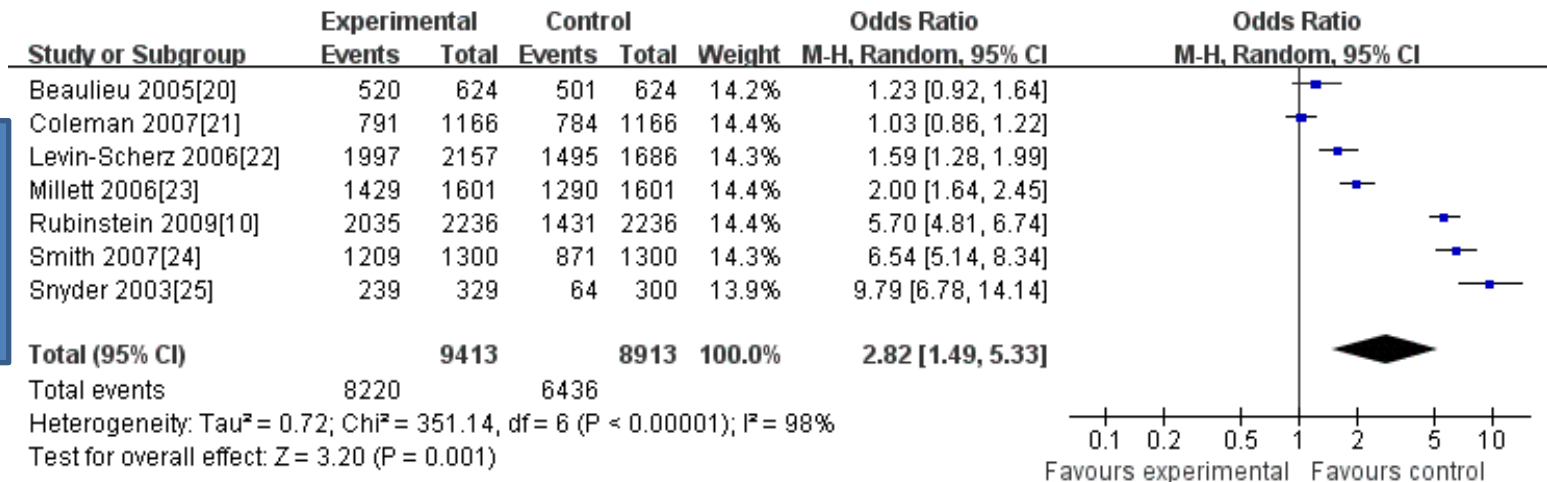 Experimental Control Odds Ratio Odds Ratio
Study or Subgroup Events Total Events Total Weight M-H, Random, 95% CI M-H, Random, 95% CI
Beaulieu 2005[20] 520 624 501 624 14.2% 1.23 [0.92, 1.64]
Coleman 2007[21] 791 1166 784 1166 14.4% 1.03 [0.86, 1.22]
Levin-Scherz 2006[22] 1997 2157 1495 1686 14.3% 1.59 [1.28, 1.99]
Millett 2006[23] 1429 1601 1290 1601 14.4% 2.00 [1.64, 2.45]
Rubinstein 2009[10] 2035 2236 1431 2236 14.4% 5.70 [4.81, 6.74]
Smith 2007[24] 1209 1300 871 1300 14.3% 6.54 [5.14, 8.34]
Snyder 2003[25] 239 329 64 300 13.9% 9.79 [6.78, 14.14]
Total (95% CI) 9413 8913 100.0% 2.82 [1.49, 5.33]
Total events 8220 6436
Heterogeneity: Tau² = 0.72; Chi² = 351.14, df = 6 (P < 0.00001); I² = 98%
Test for overall effect: Z = 3.20 (P = 0.001)
0.1 0.2 0.5 1 2 5 10
Favours experimental Favours control